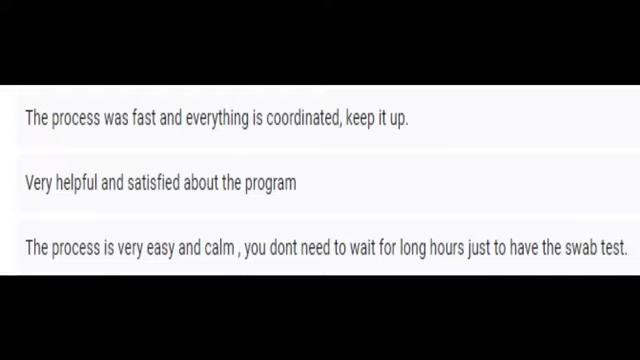 The process was fast and everything is coordinated, keep it up.
Very helpful and satisfied about the program
The process is very easy and calm , you dont need to wait for long hours just to have the swab test.